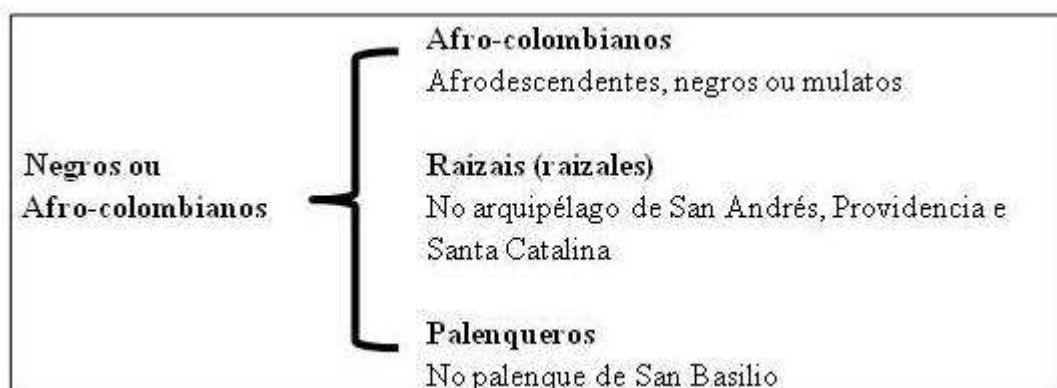 Negros ou
Afro-colombianos
Afro-colombianos
Afrodescendentes, negros ou mulatos
Raizais (raizales)
No arquipélago de San Andrés, Providencia e
Santa Catalina
Palenqueros
No palenque de San Basilio